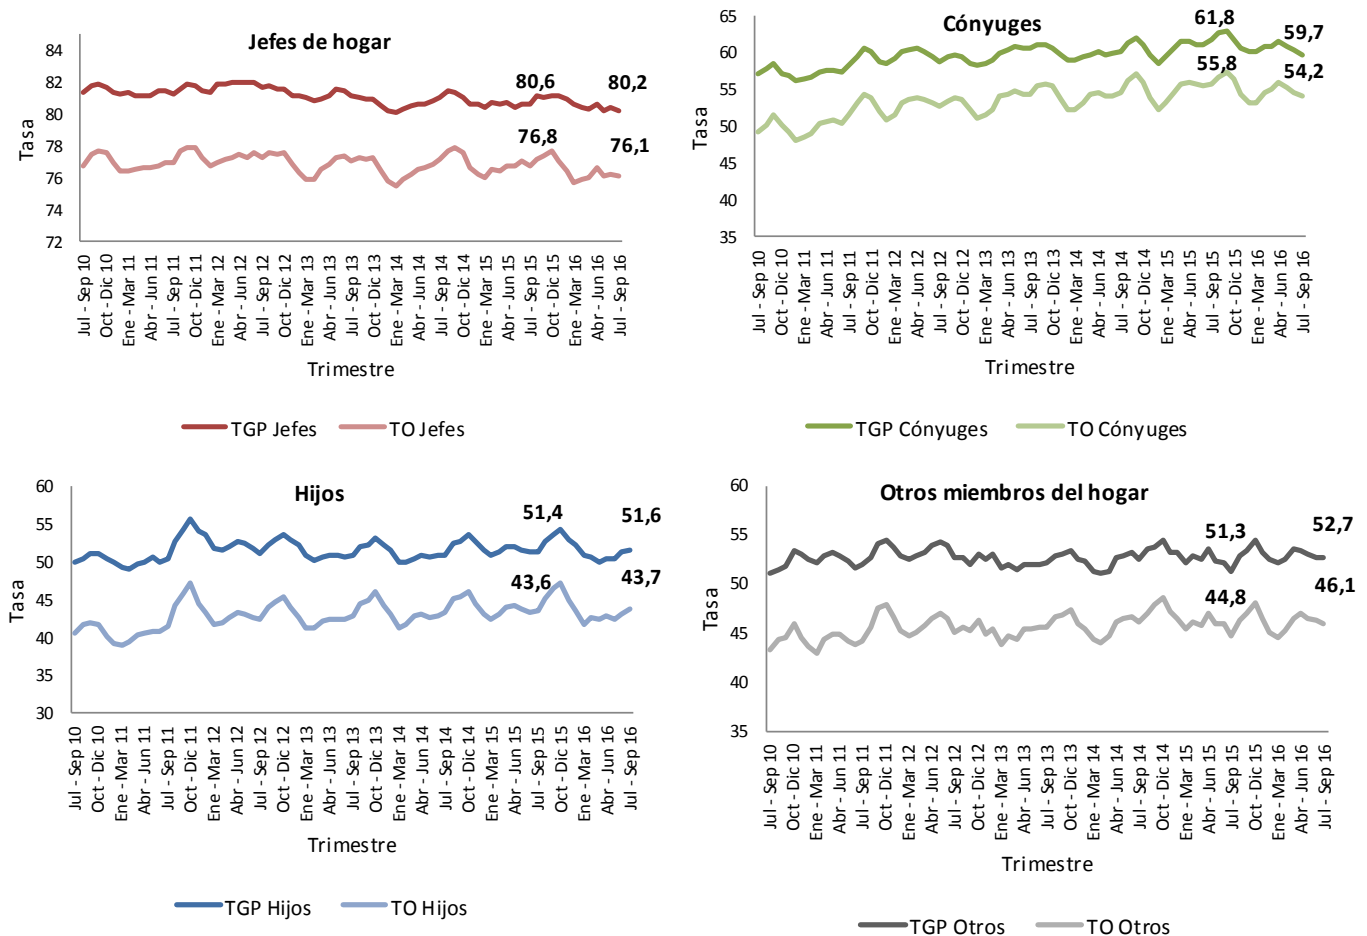 Jefes de hogar
84
82
80
78
76
74
72
Tasa
80,6
80,2
76,8
76,1
Jul - Sep 10
Oct - Dic 10
Ene - Mar 11
Abr - Jun 11
Jul - Sep 11
Oct - Dic 11
Ene - Mar 12
Abr - Jun 12
Jul - Sep 12
Oct - Dic 12
Ene - Mar 13
Abr - Jun 13
Jul - Sep 13
Oct - Dic 13
Ene - Mar 14
Abr - Jun 14
Jul - Sep 14
Oct - Dic 14
Ene - Mar 15
Abr - Jun 15
Jul - Sep 15
Oct - Dic 15
Ene - Mar 16
Abr - Jun 16
Jul - Sep 16
Trimestre
TGP Jefes
TO Jefes
Cónyuges
65
60
55
50
45
40
35
Tasa
61,8
59,7
55,8
54,2
Jul - Sep 10
Oct - Dic 10
Ene - Mar 11
Abr - Jun 11
Jul - Sep 11
Oct - Dic 11
Ene - Mar 12
Abr - Jun 12
Jul - Sep 12
Oct - Dic 12
Ene - Mar 13
Abr - Jun 13
Jul - Sep 13
Oct - Dic 13
Ene - Mar 14
Abr - Jun 14
Jul - Sep 14
Oct - Dic 14
Ene - Mar 15
Abr - Jun 15
Jul - Sep 15
Oct - Dic 15
Ene - Mar 16
Abr - Jun 16
Jul - Sep 16
Trimestre
TGP Cónyuges
TO Cónyuges
Hijos
60
55
50
45
40
35
30
Tasa
51,4
51,6
43,6
43,7
Jul - Sep 10
Oct - Dic 10
Ene - Mar 11
Abr - Jun 11
Jul - Sep 11
Oct - Dic 11
Ene - Mar 12
Abr - Jun 12
Jul - Sep 12
Oct - Dic 12
Ene - Mar 13
Abr - Jun 13
Jul - Sep 13
Oct - Dic 13
Ene - Mar 14
Abr - Jun 14
Jul - Sep 14
Oct - Dic 14
Ene - Mar 15
Abr - Jun 15
Jul - Sep 15
Oct - Dic 15
Ene - Mar 16
Abr - Jun 16
Jul - Sep 16
Trimestre
TGP Hijos
TO Hijos
Otros miembros del hogar
60
55
50
45
40
35
Tasa
51,3
52,7
44,8
46,1
Jul - Sep 10
Oct - Dic 10
Ene - Mar 11
Abr - Jun 11
Jul - Sep 11
Oct - Dic 11
Ene - Mar 12
Abr - Jun 12
Jul - Sep 12
Oct - Dic 12
Ene - Mar 13
Abr - Jun 13
Jul - Sep 13
Oct - Dic 13
Ene - Mar 14
Abr - Jun 14
Jul - Sep 14
Oct - Dic 14
Ene - Mar 15
Abr - Jun 15
Jul - Sep 15
Oct - Dic 15
Ene - Mar 16
Abr - Jun 16
Jul - Sep 16
Trimestre
TGP Otros
TO Otros